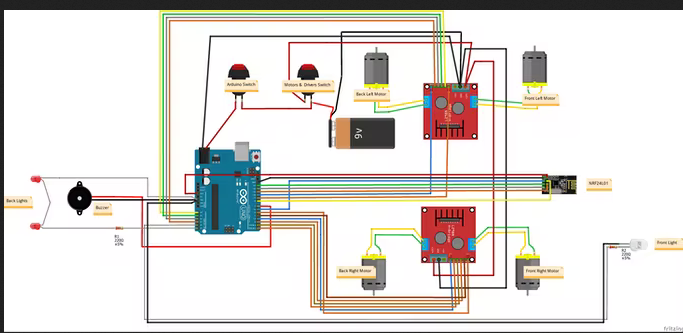 Arduino Switch
Motors & Drivers Switch
Back Left Motor
Front Left Motor
9V
NRF24L01
Back Lights
Buzzer
R1
220Ω
±5%
Front Light
R2
220Ω
±5%
Back Right Motor
Front Right Motor
fritzing